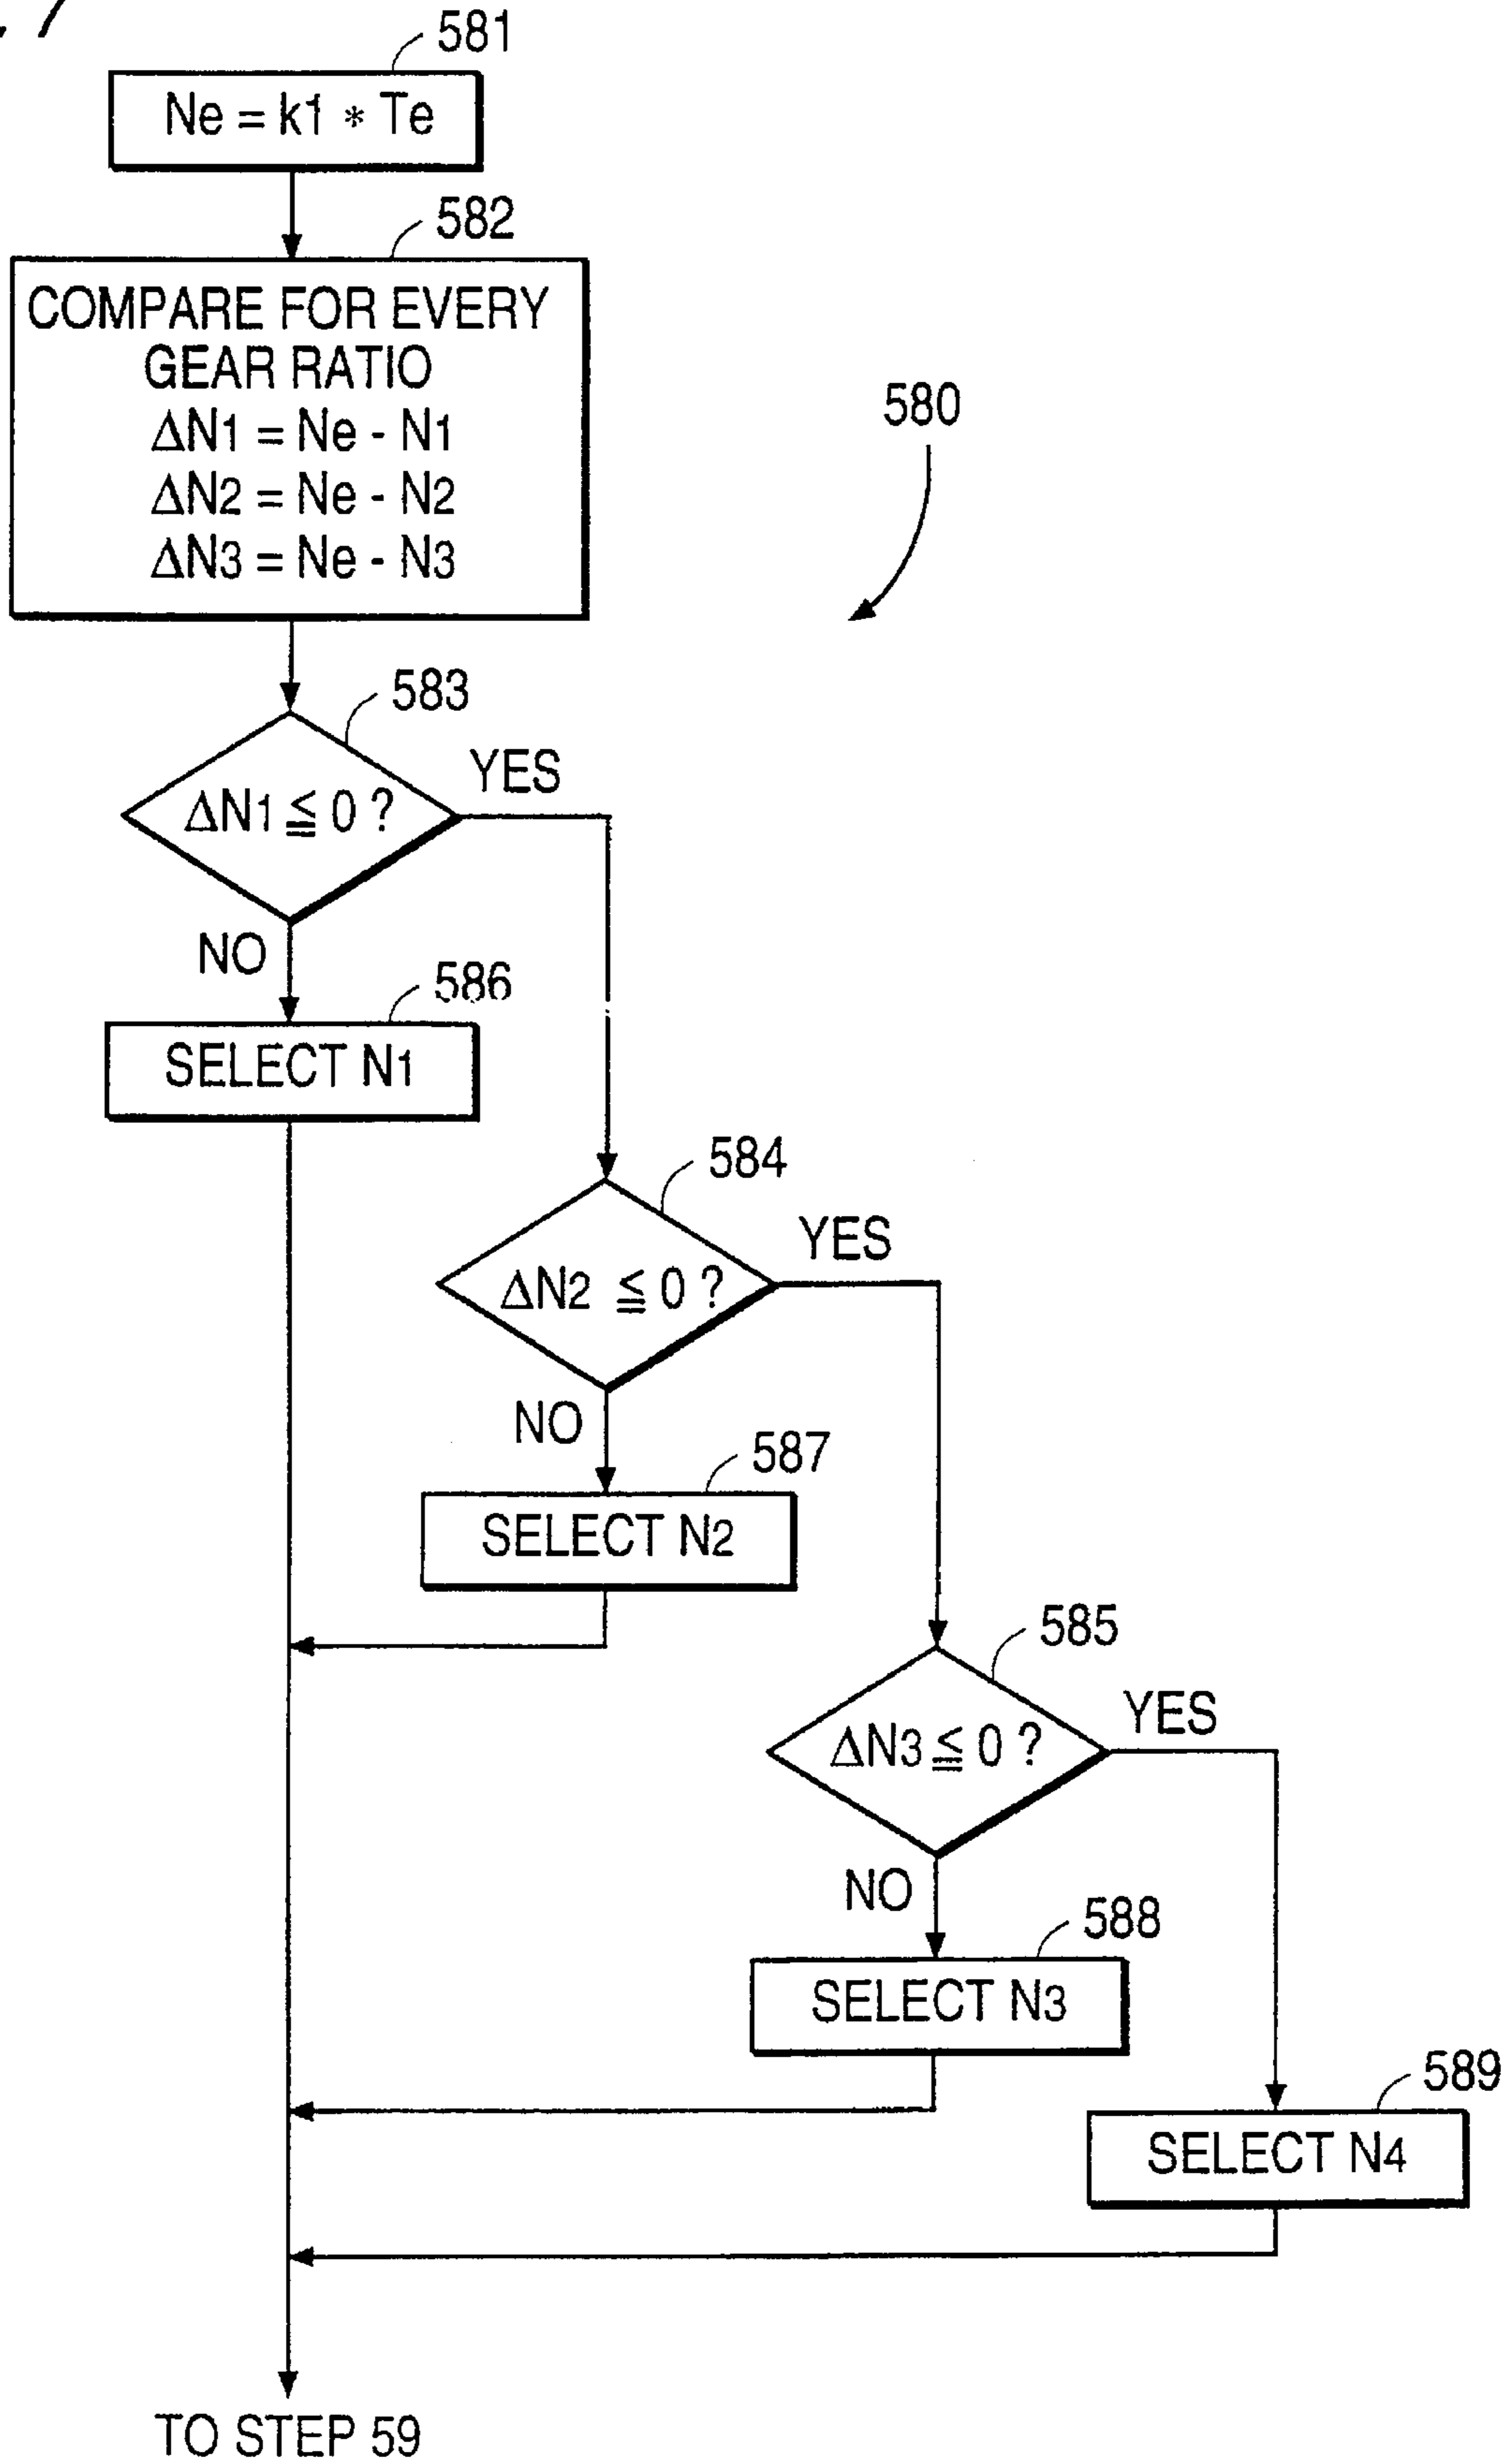 . 7
581
Ne = k1 * Te
582
COMPARE FOR EVERY
GEAR RATIO
ΔN1 = Ne - N1
ΔN2 = Ne - N2
ΔN3 = Ne - N3
580
583
YES
ΔN1 ≦ 0 ?
NO
586
SELECT N1
584
YES
ΔN2 ≦ 0 ?
NO
587
SELECT N2
585
YES
ΔN3 ≦ 0 ?
NO
588
SELECT N3
589
SELECT N4
TO STEP 59